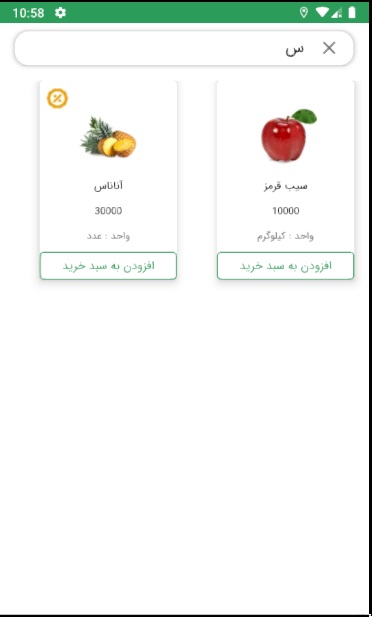 10:58
س
سیب قرمز
10000
واحد : کیلوگرم
افزودن به سبد خرید
آناناس
30000
واحد : عدد
افزودن به سبد خرید